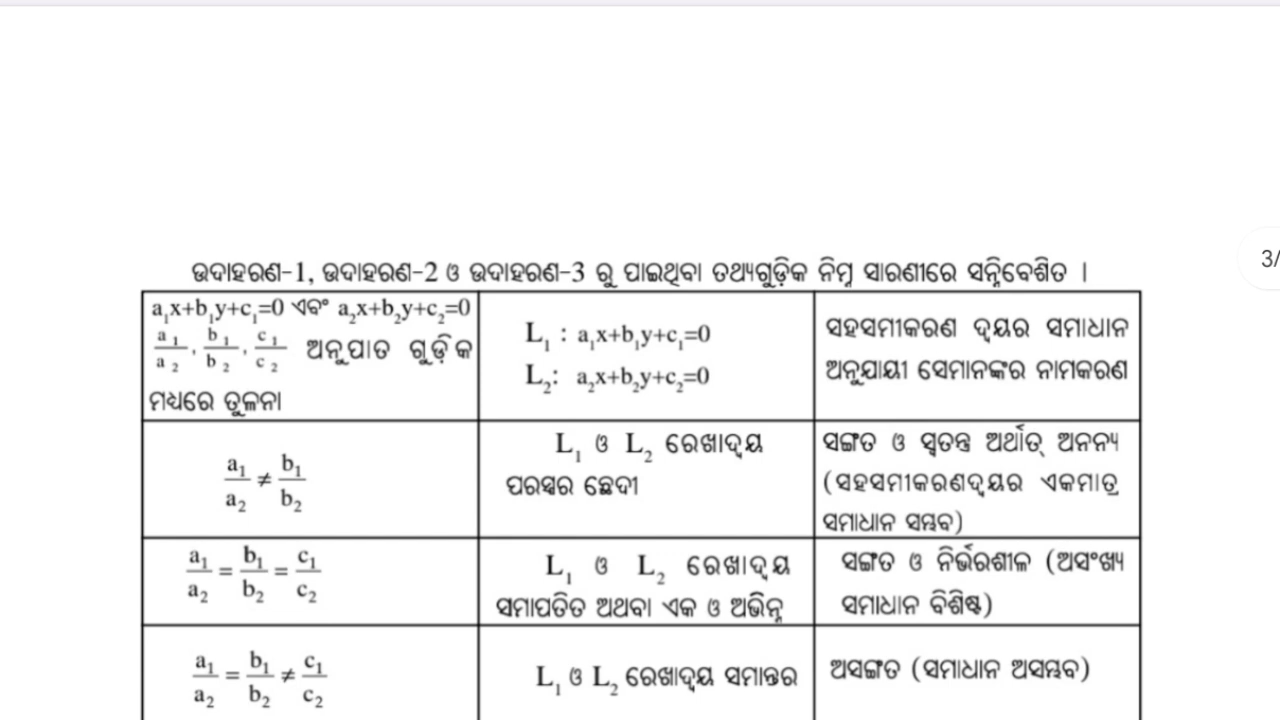 3/
ଉଦାହରଣ-1, ଉଦାହରଣ-2 ଓ ଉଦାହରଣ-3 ରୁ ପାଇଥିବା ତଥ୍ୟଗୁଡ଼ିକ ନିମ୍ନ ସାରଣୀରେ ସନ୍ନିବେଶିତ ।
a₁x+b₁y+c₁=0 ଏବଂ a₂x+b₂y+c₂=0
a₁/a₂, b₁/b₂, c₁/c₂ ଅନୁପାତ ଗୁଡ଼ିକ
ମଧ୍ୟରେ ତୁଳନା
L₁ : a₁x+b₁y+c₁=0
L₂: a₂x+b₂y+c₂=0
ସହସମୀକରଣ ଦ୍ୱୟର ସମାଧାନ
ଅନୁଯାୟୀ ସେମାନଙ୍କର ନାମକରଣ
a₁/a₂ ≠ b₁/b₂
L₁ ଓ L₂ ରେଖାଦ୍ୱୟ
ପରସ୍ପର ଛେଦୀ
ସଙ୍ଗତ ଓ ସ୍ୱତନ୍ତ୍ର ଅର୍ଥାତ୍ ଅନନ୍ୟ
(ସହସମୀକରଣଦ୍ୱୟର ଏକମାତ୍ର
ସମାଧାନ ସମ୍ଭବ)
a₁/a₂ = b₁/b₂ = c₁/c₂
L₁ ଓ L₂ ରେଖାଦ୍ୱୟ
ସମାପତିତ ଅଥବା ଏକ ଓ ଅଭିନ୍ନ
ସଙ୍ଗତ ଓ ନିର୍ଭରଶୀଳ (ଅସଂଖ୍ୟ
ସମାଧାନ ବିଶିଷ୍ଟ)
a₁/a₂ = b₁/b₂ ≠ c₁/c₂
L₁ ଓ L₂ ରେଖାଦ୍ୱୟ ସମାନ୍ତର
ଅସଙ୍ଗତ (ସମାଧାନ ଅସମ୍ଭବ)